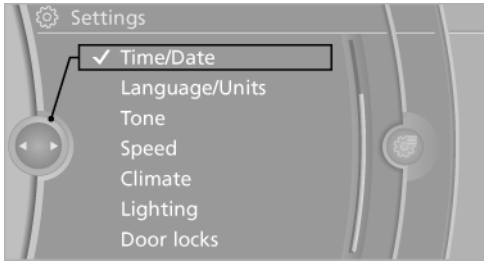 Settings
Time/Date
Language/Units
Tone
Speed
Climate
Lighting
Door locks